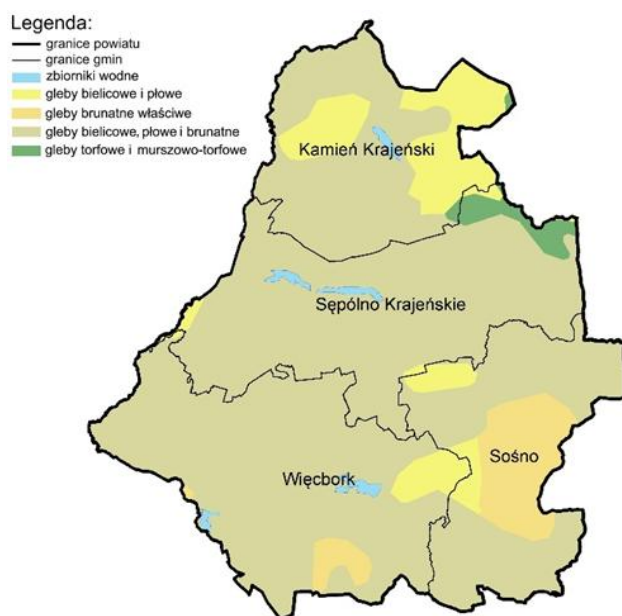 Legenda:
granice powiatu
granice gmin
zbiorniki wodne
gleby bielicowe i płowe
gleby brunatne właściwe
gleby bielicowe, płowe i brunatne
gleby torfowe i murszowo-torfowe
Kamień Krajeński
Sępólno Krajeńskie
Sośno
Więcbork